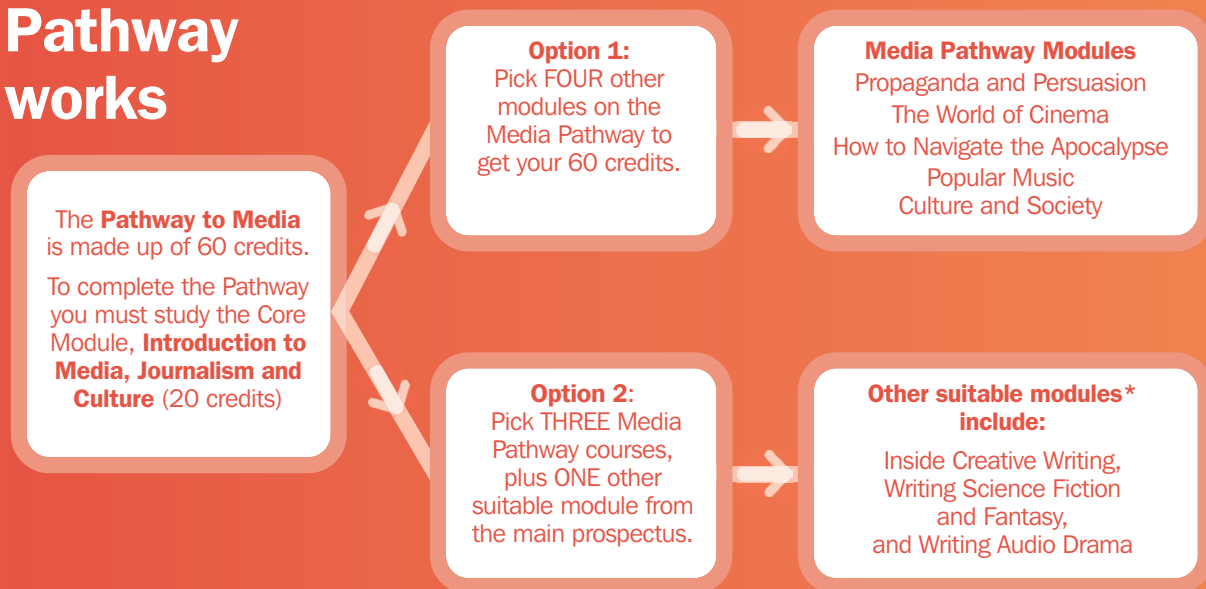 Pathway
works
The Pathway to Media
is made up of 60 credits.
To complete the Pathway
you must study the Core
Module, Introduction to
Media, Journalism and
Culture (20 credits)
Option 1:
Pick FOUR other
modules on the
Media Pathway to
get your 60 credits.
Media Pathway Modules
Propaganda and Persuasion
The World of Cinema
How to Navigate the Apocalypse
Popular Music
Culture and Society
Option 2:
Pick THREE Media
Pathway courses,
plus ONE other
suitable module from
the main prospectus.
Other suitable modules*
include:
Inside Creative Writing,
Writing Science Fiction
and Fantasy,
and Writing Audio Drama